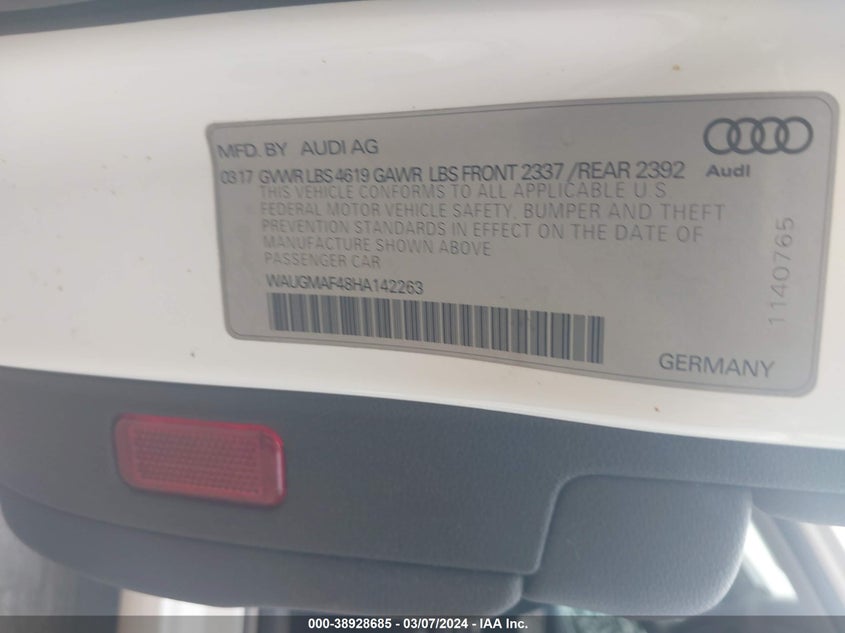 MFD. BY AUDI AG
0317 GVWR LBS 4619 GAWR LBS FRONT 2337 /REAR 2392
THIS VEHICLE CONFORMS TO ALL APPLICABLE U.S
FEDERAL MOTOR VEHICLE SAFETY, BUMPER AND THEFT
PREVENTION STANDARDS IN EFFECT ON THE DATE OF
MANUFACTURE SHOWN ABOVE
PASSENGER CAR
WAUGMAF48HA142263
Audi
1140765
GERMANY
000-38928685 - 03/07/2024 - IAA Inc.